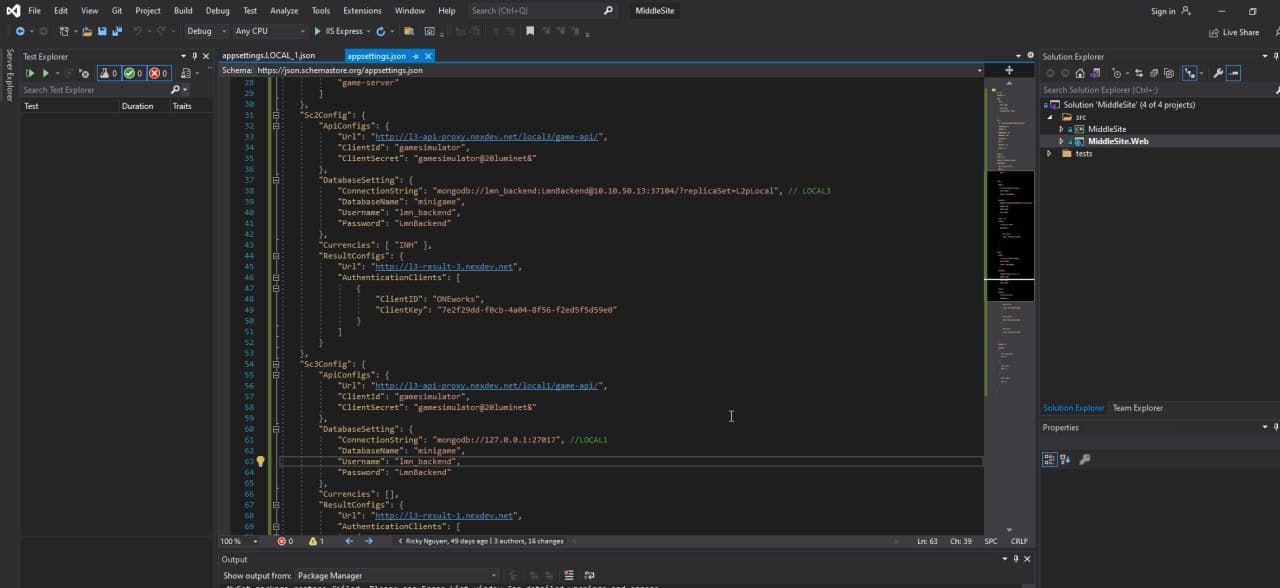 File Edit View Git Project Build Debug Test Analyze Tools Extensions Window Help Search (Ctrl+Q) MiddleSite Sign in
Debug Any CPU IIS Express Live Share
Server Explorer
Test Explorer
0 0 0
Search Test Explorer
Test Duration Traits
appsettings.LOCAL_1.json appsettings.json
Schema: https://json.schemastore.org/appsettings.json
28 "game-server"
29 ]
30 },
31 "Sc2Config": {
32 "ApiConfigs": {
33 "Url": "http://l3-api-proxy.nexdev.net/local3/game-api/",
34 "ClientId": "gamesimulator",
35 "ClientSecret": "gamesimulator@20luminet&"
36 },
37 "DatabaseSetting": {
38 "ConnectionString": "mongodb://lmn_backend:LmnBackend@10.10.50.13:37104/?replicaSet=L2pLocal", // LOCAL3
39 "DatabaseName": "minigame",
40 "Username": "lmn_backend",
41 "Password": "LmnBackend"
42 },
43 "Currencies": [ "INH" ],
44 "ResultConfigs": {
45 "Url": "http://l3-result-3.nexdev.net",
46 "AuthenticationClients": [
47 {
48 "ClientID": "ONEworks",
49 "ClientKey": "7e2f29dd-f0cb-4a04-8f56-f2ed5f5d59e0"
50 }
51 ]
52 }
53 },
54 "Sc3Config": {
55 "ApiConfigs": {
56 "Url": "http://l3-api-proxy.nexdev.net/local1/game-api/",
57 "ClientId": "gamesimulator",
58 "ClientSecret": "gamesimulator@20luminet&"
59 },
60 "DatabaseSetting": {
61 "ConnectionString": "mongodb://127.0.0.1:27017", //LOCAL1
62 "DatabaseName": "minigame",
63 "Username": "lmn_backend",
64 "Password": "LmnBackend"
65 },
66 "Currencies": [],
67 "ResultConfigs": {
68 "Url": "http://l3-result-1.nexdev.net",
69 "AuthenticationClients": [
100 % 0 1 Ricky Nguyen, 49 days ago | 3 authors, 16 changes Ln: 63 Ch: 39 SPC CRLF
Output
Show output from: Package Manager
Solution Explorer
Search Solution Explorer (Ctrl+;)
Solution 'MiddleSite' (4 of 4 projects)
src
MiddleSite
MiddleSite.Web
tests
Solution Explorer Team Explorer
Properties